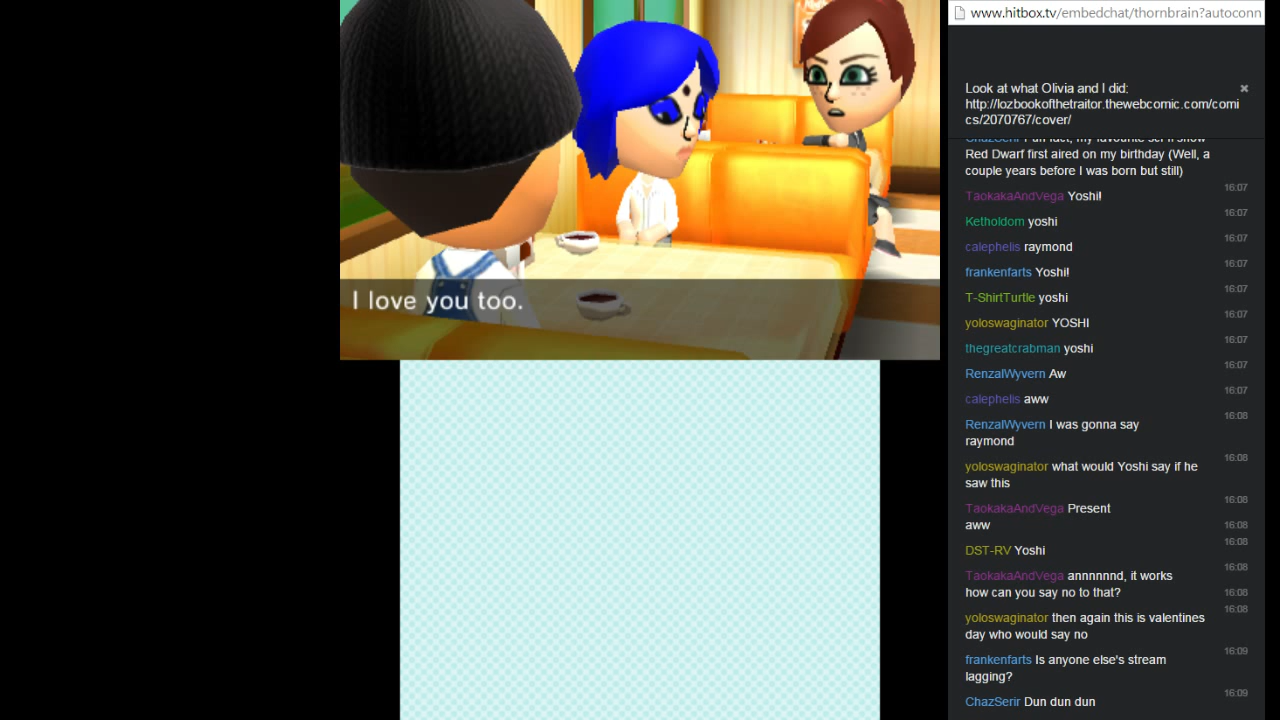 www.hitbox.tv/embedchat/thornbrain?autoconn
Look at what Olivia and I did:
http://lozbookofthetraitor.thewebcomic.com/comi
cs/2070767/cover/
Red Dwarf first aired on my birthday (Well, a
couple years before I was born but still)
TaokakaAndVega Yoshi! 16:07
Ketholdom yoshi 16:07
calephelis raymond 16:07
frankenfarts Yoshi! 16:07
T-ShirtTurtle yoshi 16:07
yoloswaginator YOSHI 16:07
thegreatcrabman yoshi 16:07
RenzalWyvern Aw 16:07
calephelis aww 16:07
RenzalWyvern I was gonna say 16:08
raymond
yoloswaginator what would Yoshi say if he 16:08
saw this
TaokakaAndVega Present 16:08
aww 16:08
DST-RV Yoshi 16:08
TaokakaAndVega annnnnnd, it works 16:08
how can you say no to that? 16:08
yoloswaginator then again this is valentines 16:08
day who would say no
frankenfarts Is anyone else's stream 16:09
lagging?
ChazSerir Dun dun dun 16:09
I love you too.